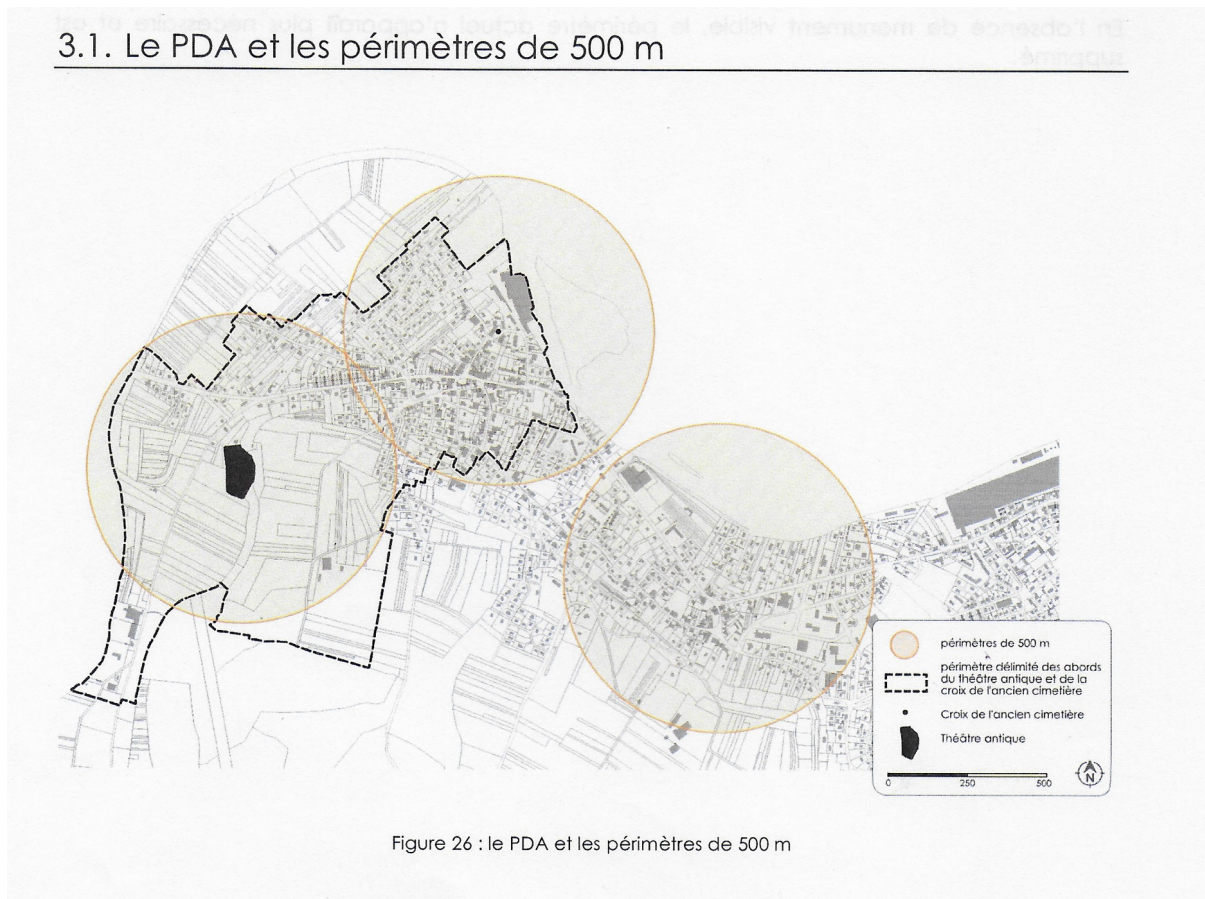 En l'absence de monument visible, le périmètre actuel n'apparaît plus nécessaire et est
supprimé.
3.1. Le PDA et les périmètres de 500 m
périmètres de 500 m
périmètre délimité des abords
du théâtre antique et de la
croix de l'ancien cimetière
Croix de l'ancien cimetière
Théâtre antique
0 250 500
N
Figure 26 : le PDA et les périmètres de 500 m